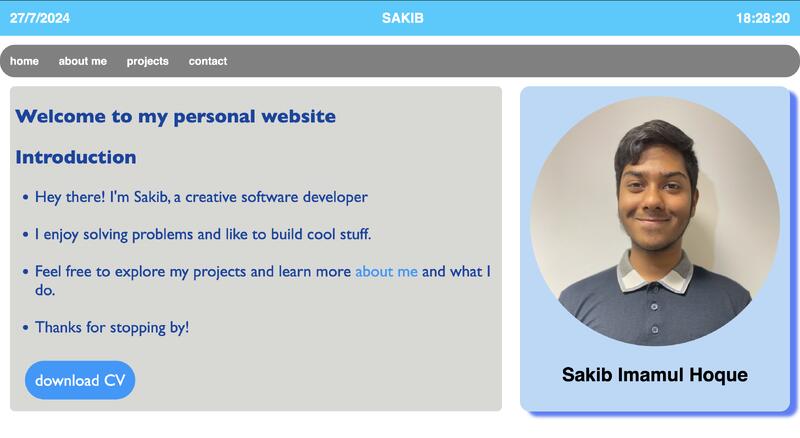 27/7/2024 SAKIB 18:28:20
home about me projects contact
Welcome to my personal website
Introduction
• Hey there! I'm Sakib, a creative software developer
• I enjoy solving problems and like to build cool stuff.
• Feel free to explore my projects and learn more about me and what I
do.
• Thanks for stopping by!
download CV
Sakib Imamul Hoque